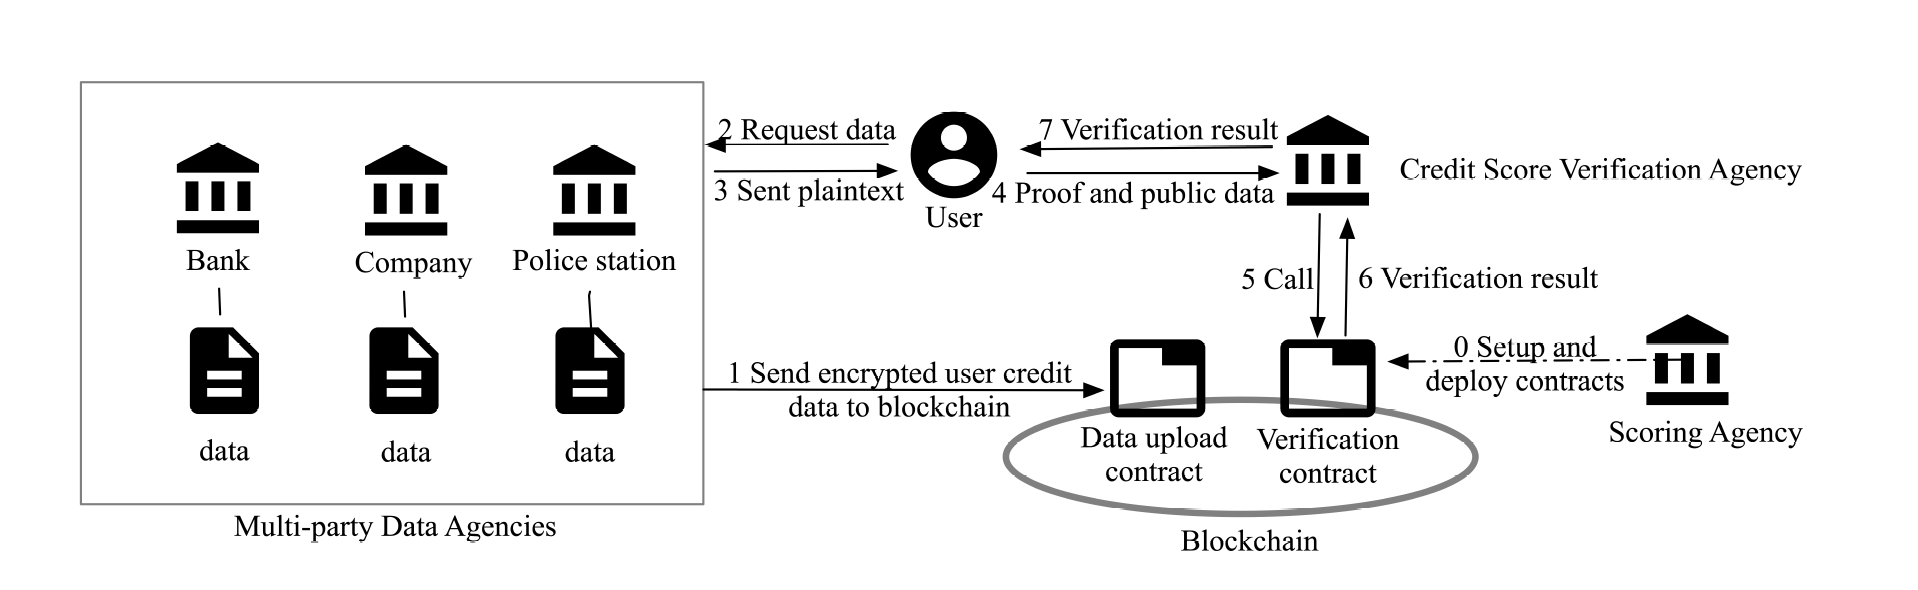 2 Request data
7 Verification result
Credit Score Verification Agency
3 Sent plaintext
4 Proof and public data
User
Bank
Company
Police station
5 Call
6 Verification result
0 Setup and
deploy contracts
1 Send encrypted user credit
data to blockchain
data
data
data
Data upload
contract
Verification
contract
Scoring Agency
Multi-party Data Agencies
Blockchain